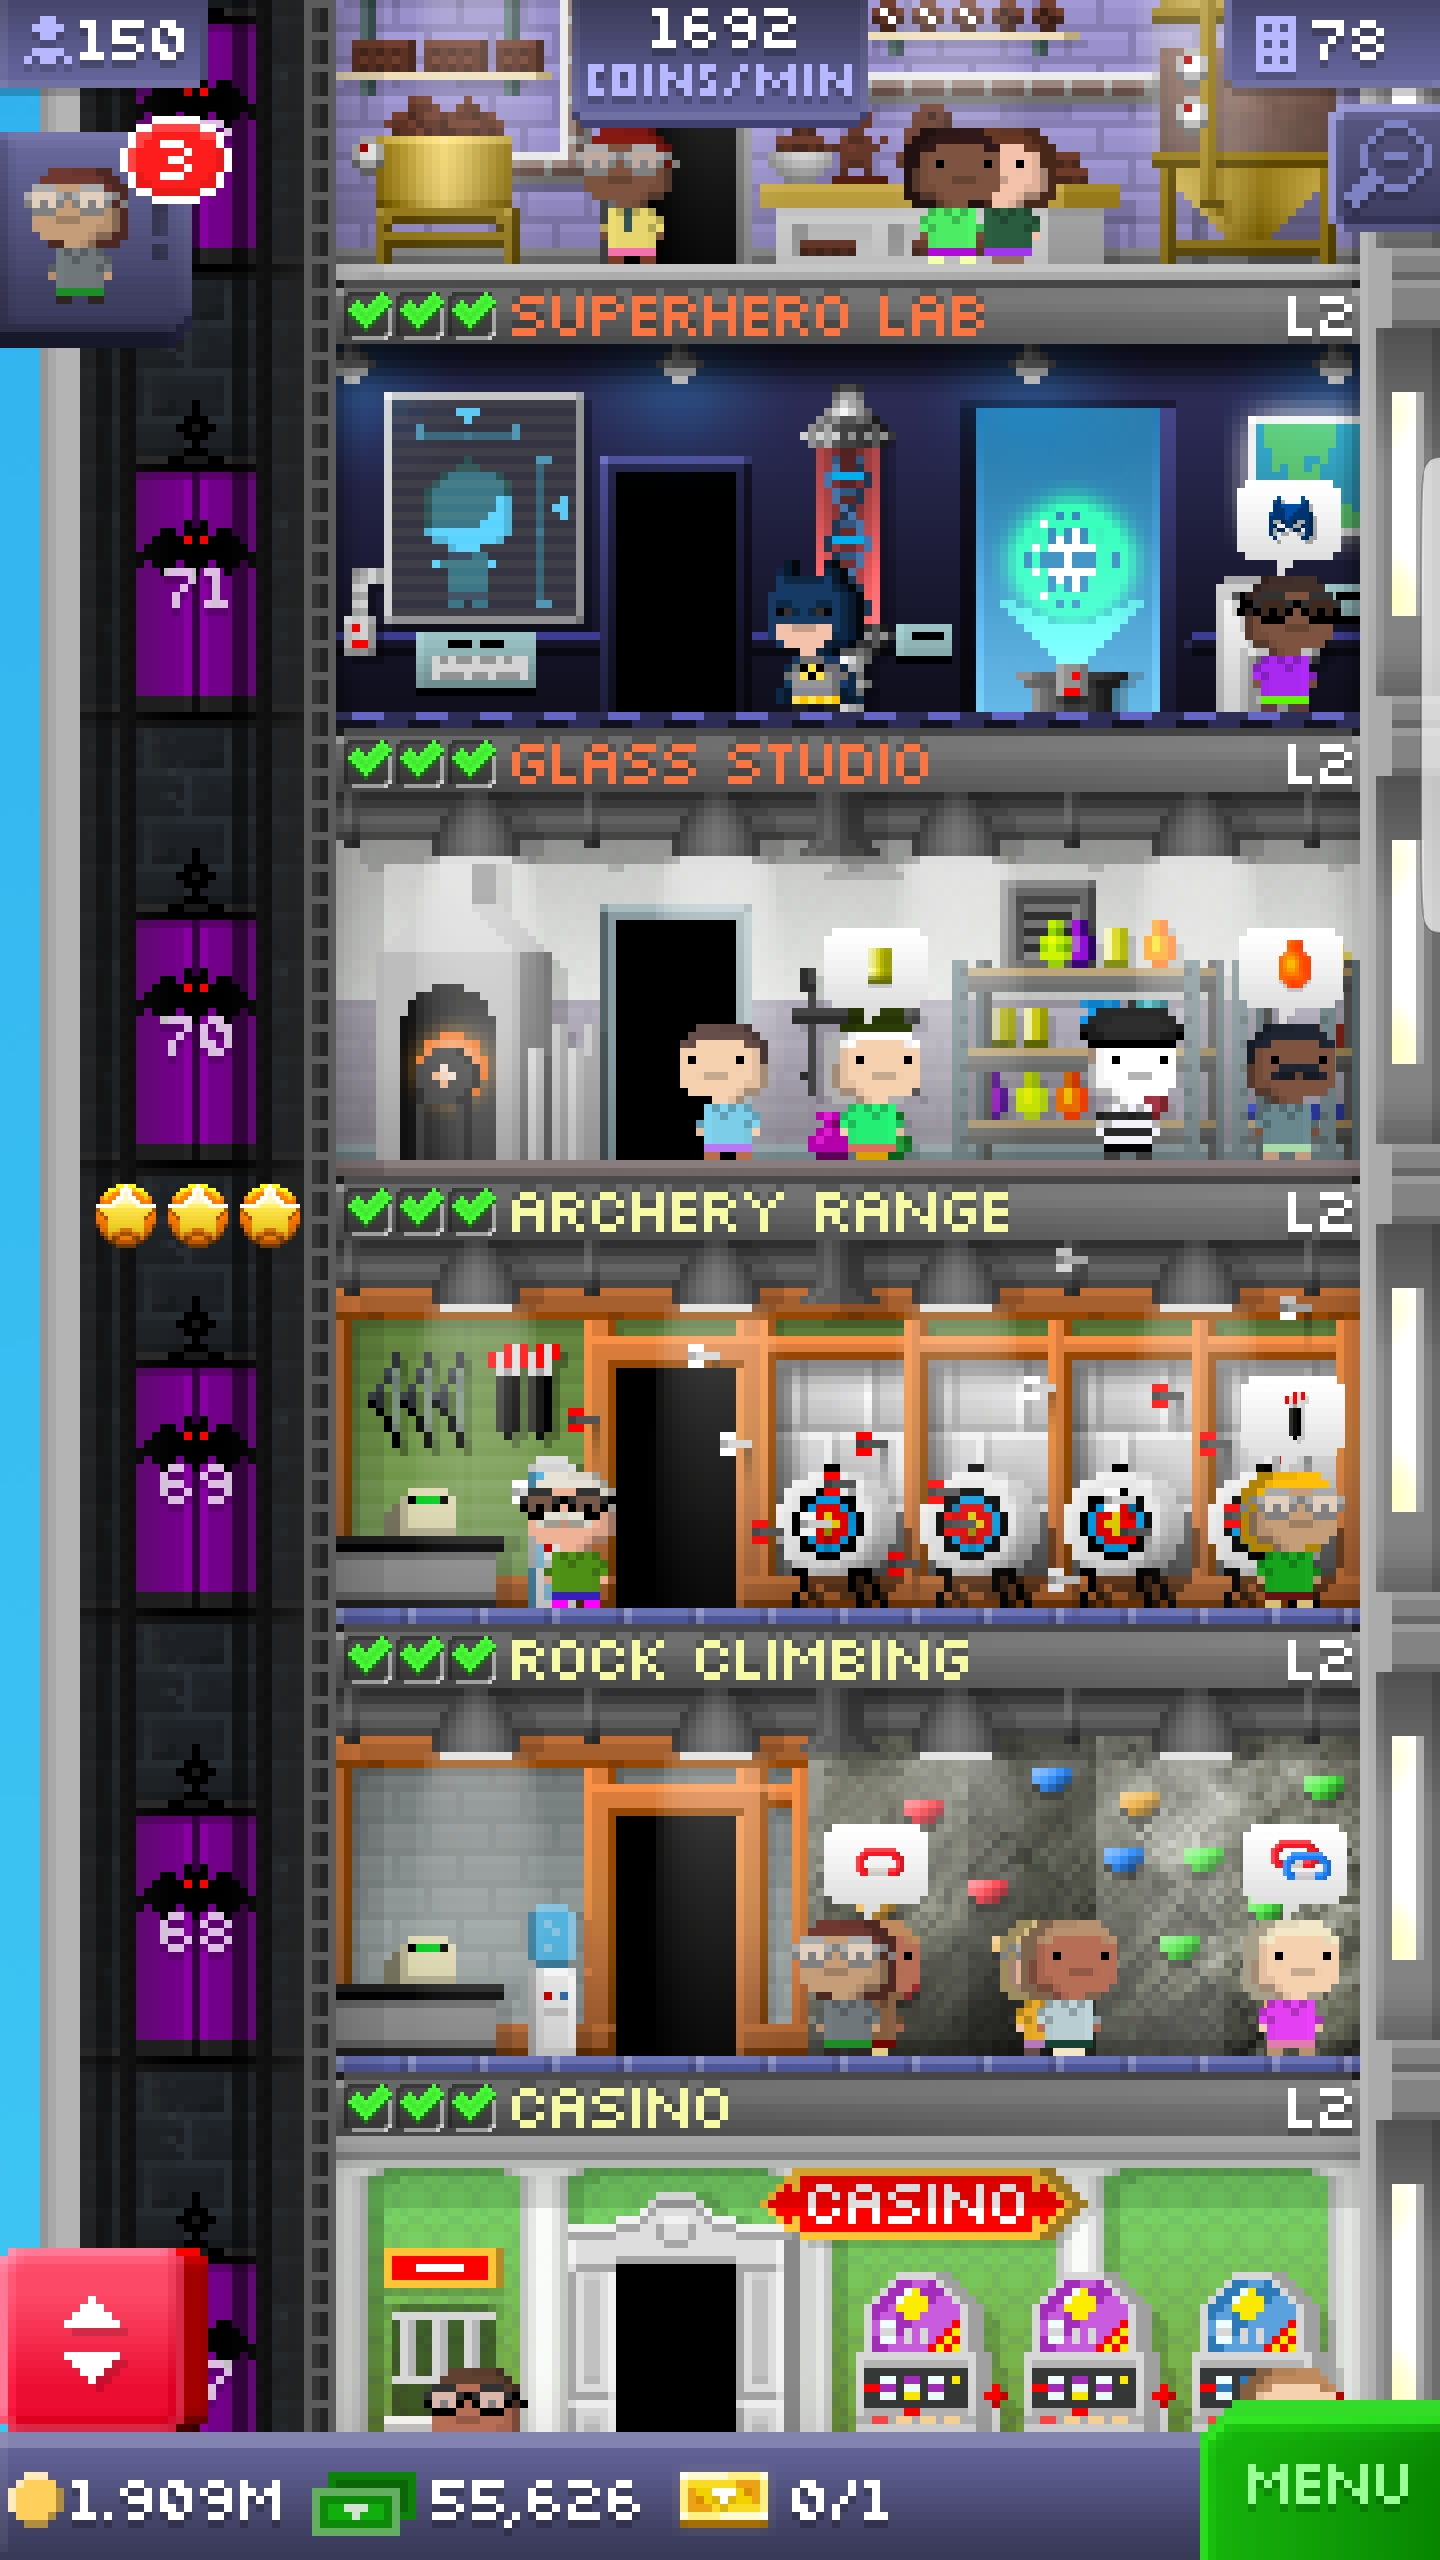 150
1692
COINS/MIN
78
3
SUPERHERO LAB L2
71
GLASS STUDIO L2
70
ARCHERY RANGE L2
69
ROCK CLIMBING L2
68
CASINO L2
CASINO
7
1.909M 55,626 0/1
MENU